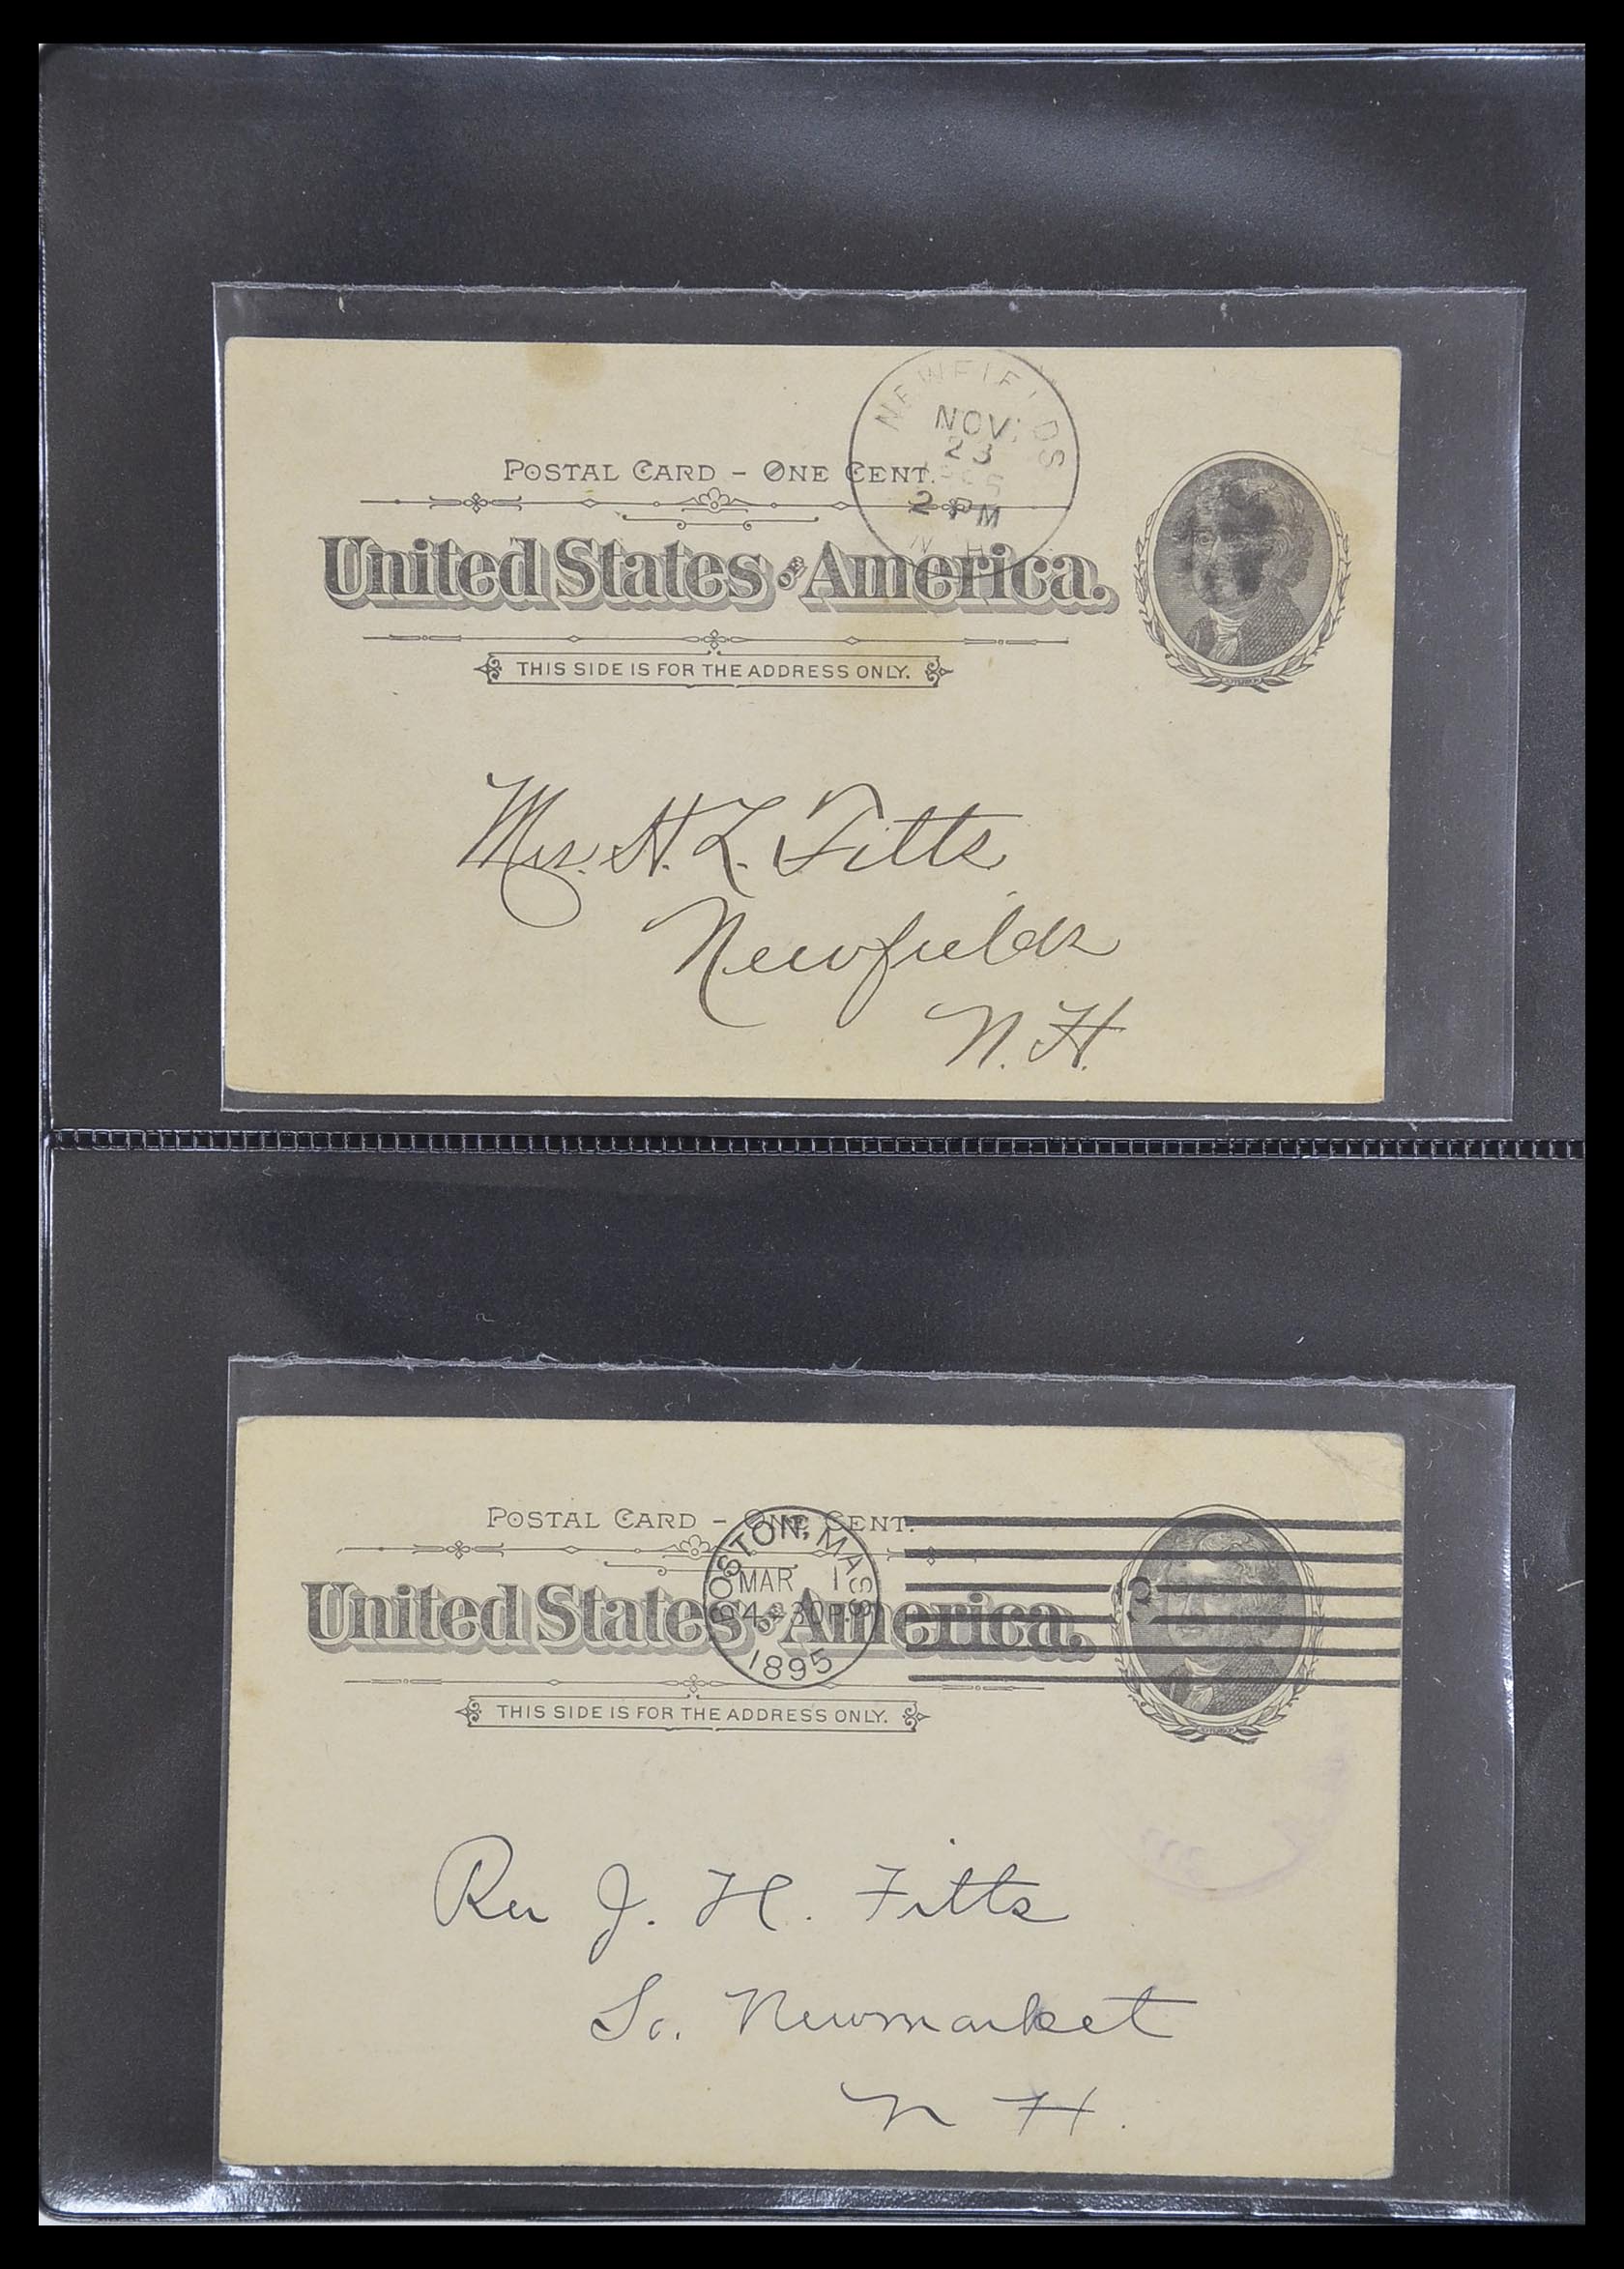 NEWFIELDS
NOV.
23
2 PM
N. H.
POSTAL CARD - ONE CENT.
United States OF America.
THIS SIDE IS FOR THE ADDRESS ONLY.
Mrs. H. L. Fitts
Newfields
N. H.
POSTAL CARD - ONE CENT.
BOSTON, MASS
MAR 1
4-30P
1895
United States OF America.
THIS SIDE IS FOR THE ADDRESS ONLY.
Rev J. H. Fitts
So. Newmarket
N H.